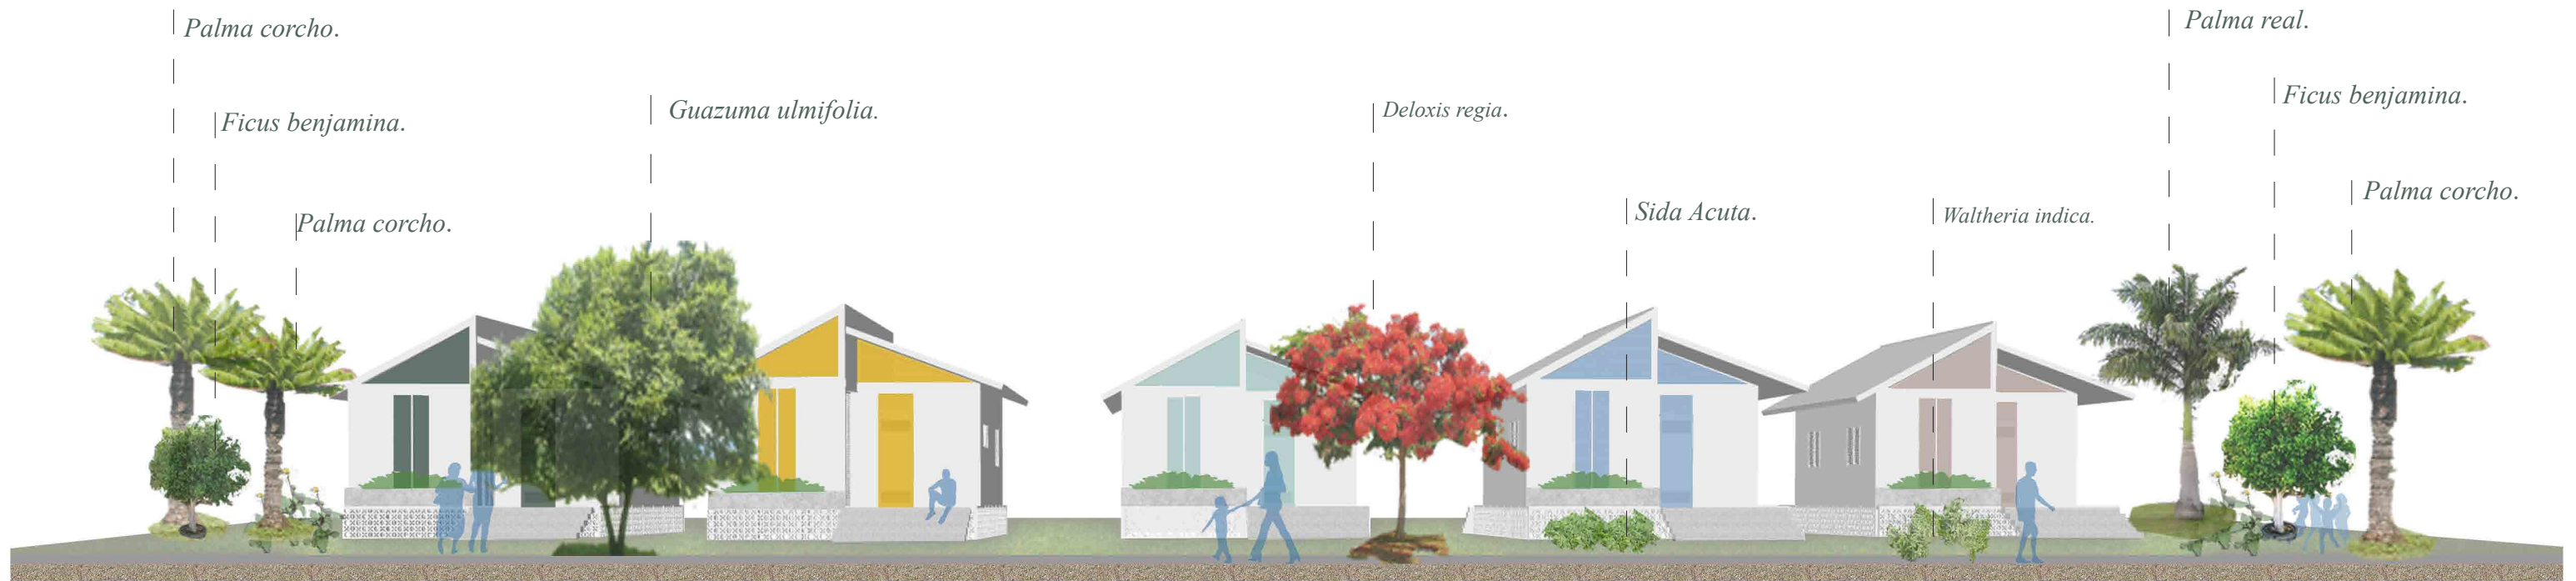 Palma corcho.
Ficus benjamina.
Palma corcho.
Guazuma ulmifolia.
Deloxis regia.
Sida Acuta.
Waltheria indica.
Palma real.
Ficus benjamina.
Palma corcho.